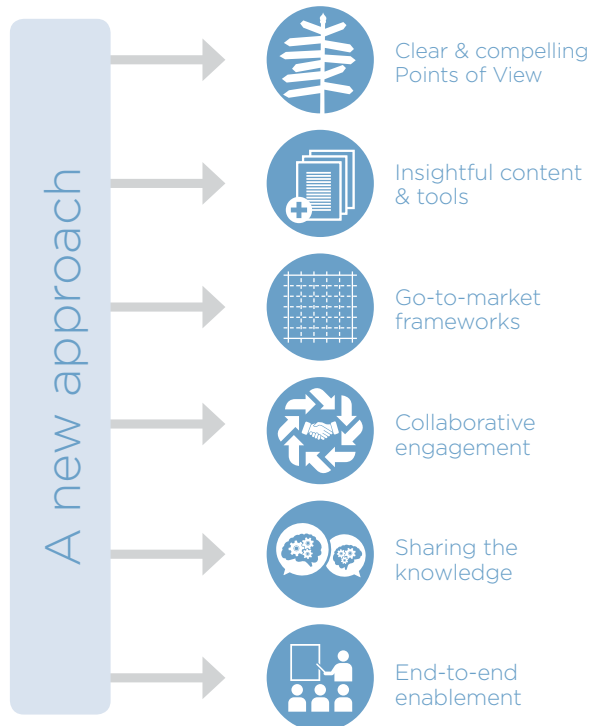 A new approach
Clear & compelling
Points of View
Insightful content
& tools
Go-to-market
frameworks
Collaborative
engagement
Sharing the
knowledge
End-to-end
enablement